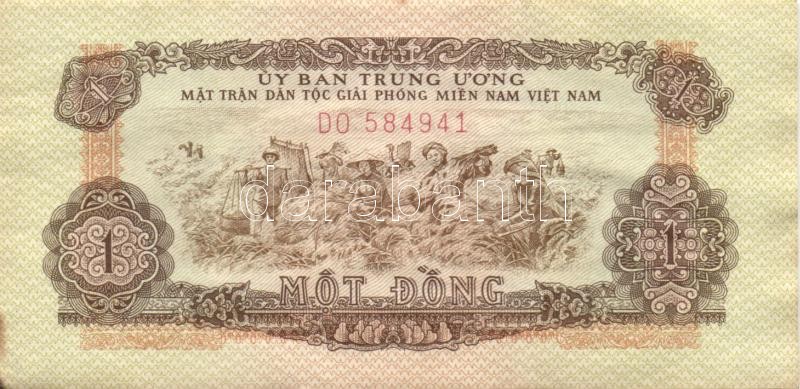 ỦY BAN TRUNG ƯƠNG
MẶT TRẬN DÂN TỘC GIẢI PHÓNG MIỀN NAM VIỆT NAM
DO 584941
darabanth
1 1
MỘT ĐỒNG